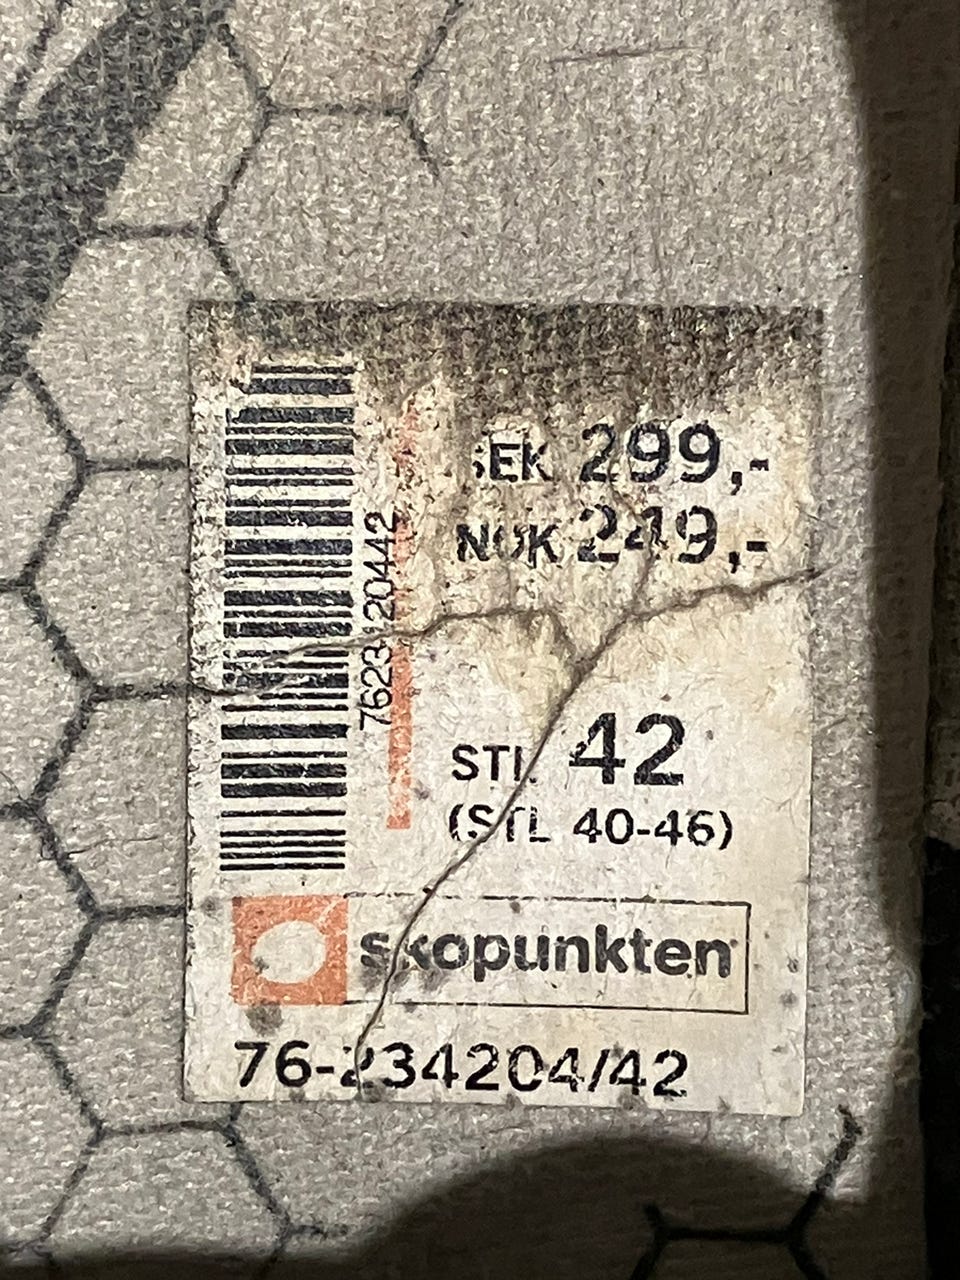 SEK 299,-
NOK 249,-
7623420442
STL 42
(STL 40-46)
skopunkten
76-234204/42